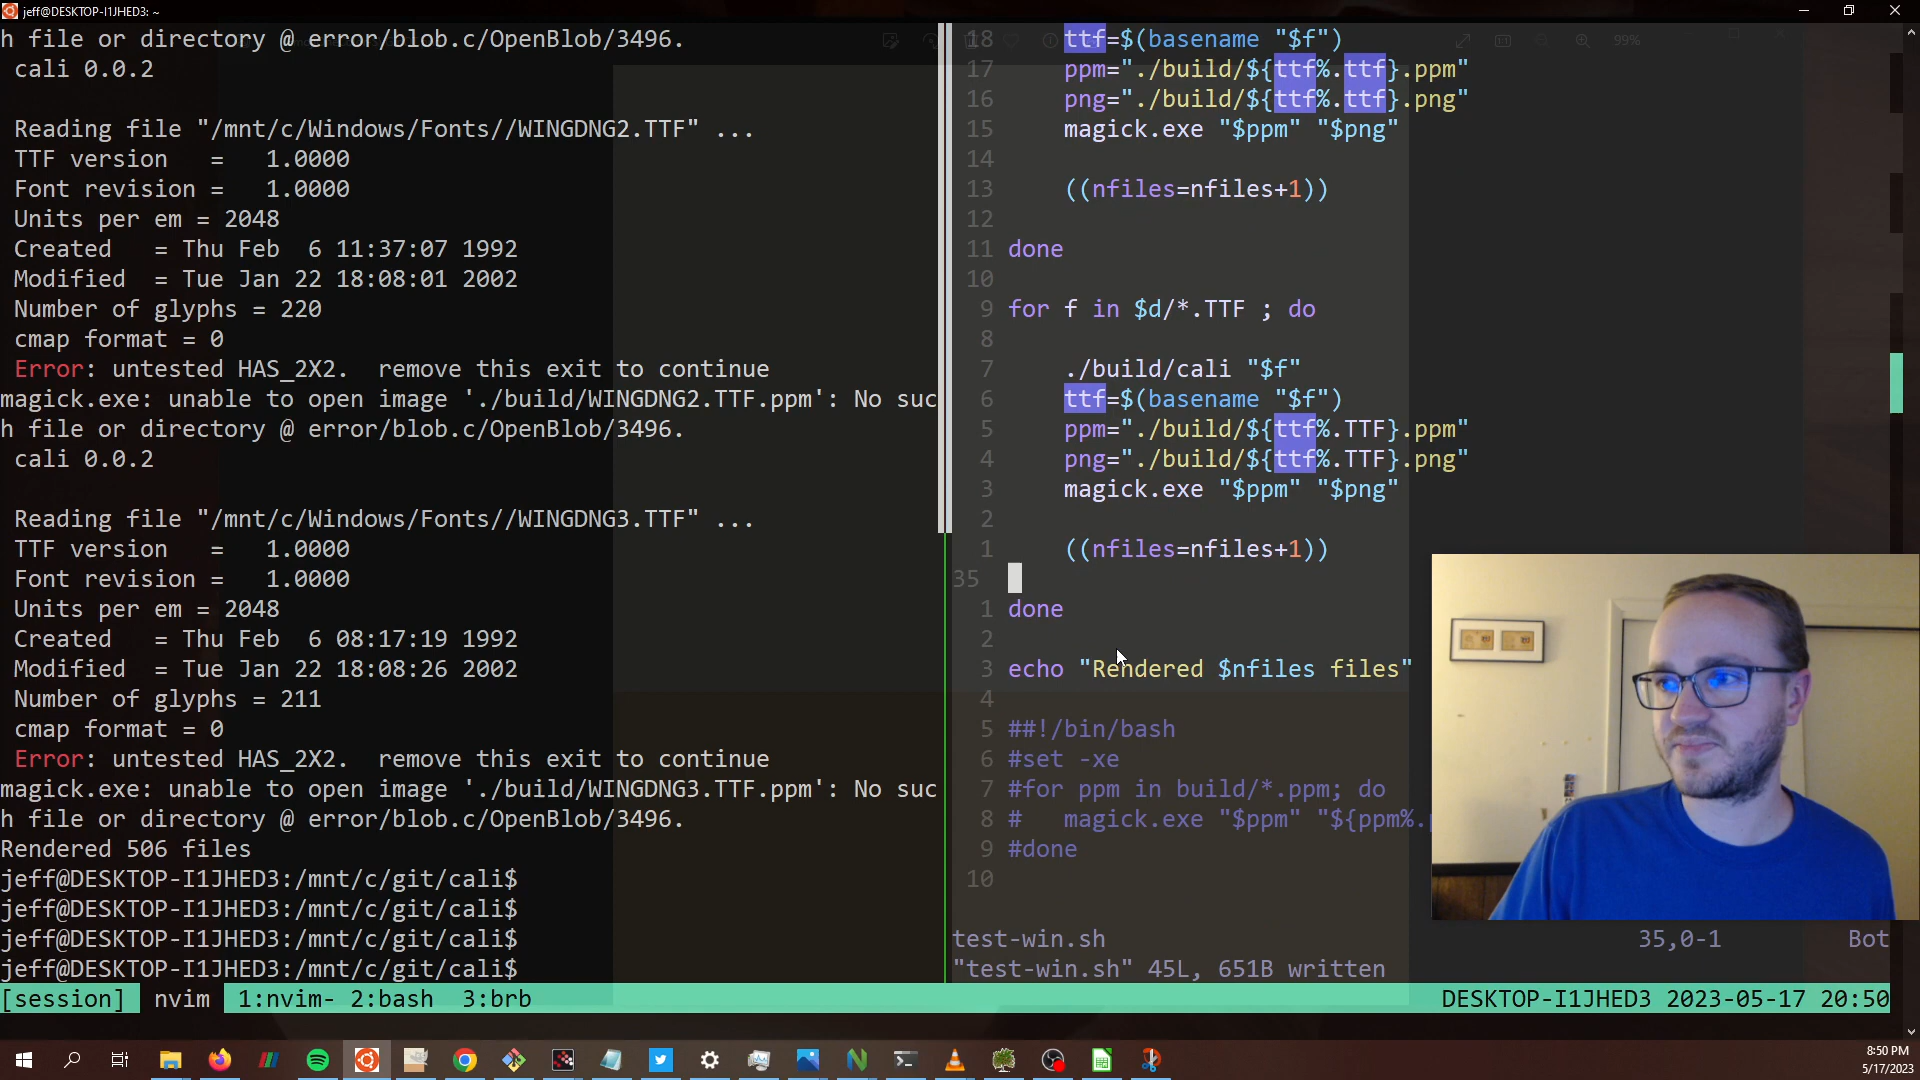 jeff@DESKTOP-I1JHED3: ~
h file or directory @ error/blob.c/OpenBlob/3496.
cali 0.0.2
Reading file "/mnt/c/Windows/Fonts//WINGDNG2.TTF" ...
TTF version   =   1.0000
Font revision =   1.0000
Units per em = 2048
Created   = Thu Feb  6 11:37:07 1992
Modified  = Tue Jan 22 18:08:01 2002
Number of glyphs = 220
cmap format = 0
Error: untested HAS_2X2.  remove this exit to continue
magick.exe: unable to open image './build/WINGDNG2.TTF.ppm': No suc
h file or directory @ error/blob.c/OpenBlob/3496.
cali 0.0.2
Reading file "/mnt/c/Windows/Fonts//WINGDNG3.TTF" ...
TTF version   =   1.0000
Font revision =   1.0000
Units per em = 2048
Created   = Thu Feb  6 08:17:19 1992
Modified  = Tue Jan 22 18:08:26 2002
Number of glyphs = 211
cmap format = 0
Error: untested HAS_2X2.  remove this exit to continue
magick.exe: unable to open image './build/WINGDNG3.TTF.ppm': No suc
h file or directory @ error/blob.c/OpenBlob/3496.
Rendered 506 files
jeff@DESKTOP-I1JHED3:/mnt/c/git/cali$
jeff@DESKTOP-I1JHED3:/mnt/c/git/cali$
jeff@DESKTOP-I1JHED3:/mnt/c/git/cali$
jeff@DESKTOP-I1JHED3:/mnt/c/git/cali$
99%
18     ttf=$(basename "$f")
17     ppm="./build/${ttf%.ttf}.ppm"
16     png="./build/${ttf%.ttf}.png"
15     magick.exe "$ppm" "$png"
14
13     ((nfiles=nfiles+1))
12
11 done
10
9 for f in $d/*.TTF ; do
8
7     ./build/cali "$f"
6     ttf=$(basename "$f")
5     ppm="./build/${ttf%.TTF}.ppm"
4     png="./build/${ttf%.TTF}.png"
3     magick.exe "$ppm" "$png"
2
1     ((nfiles=nfiles+1))
35
1 done
2
3 echo "Rendered $nfiles files"
4
5 ##!/bin/bash
6 #set -xe
7 #for ppm in build/*.ppm; do
8 #   magick.exe "$ppm" "${ppm%.
9 #done
10
test-win.sh 35,0-1 Bot
"test-win.sh" 45L, 651B written
[session] nvim 1:nvim- 2:bash  3:brb DESKTOP-I1JHED3 2023-05-17 20:50
8:50 PM
5/17/2023